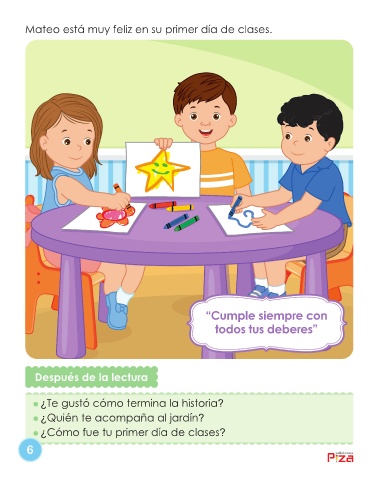 Mateo está muy feliz en su primer día de clases.
“Cumple siempre con
todos tus deberes”
Después de la lectura
¿Te gustó cómo termina la historia?
¿Quién te acompaña al jardín?
¿Cómo fue tu primer día de clases?
6
Piza